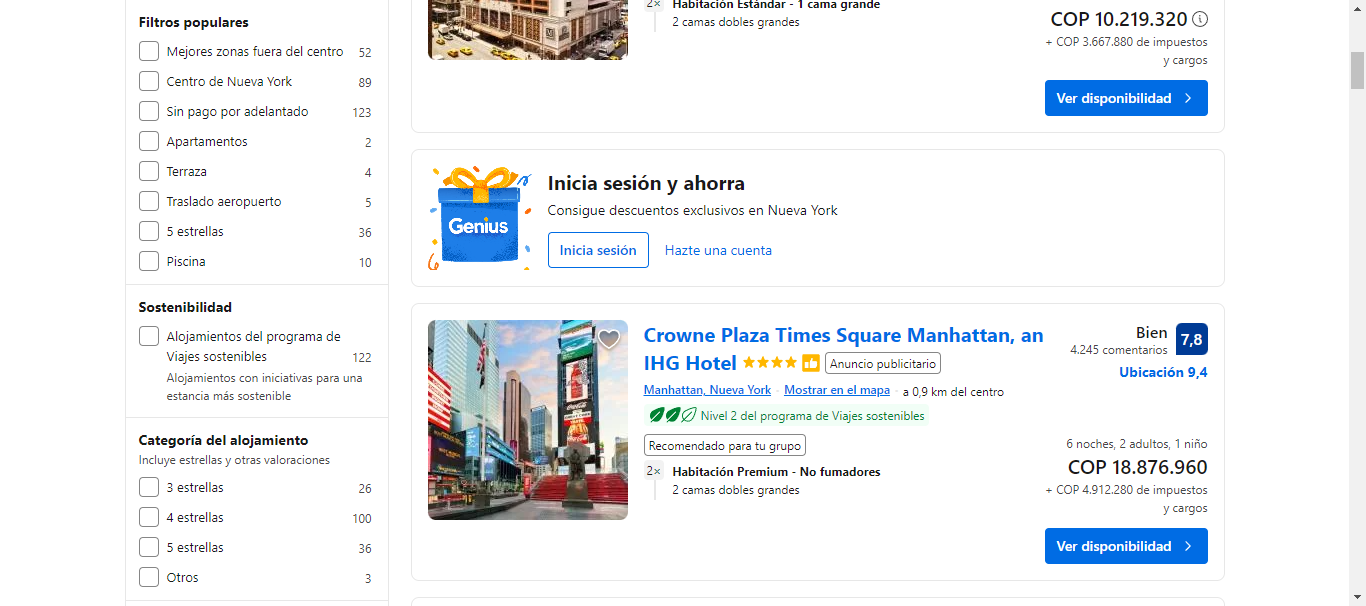 Filtros populares
Mejores zonas fuera del centro 52
Centro de Nueva York 89
Sin pago por adelantado 123
Apartamentos 2
Terraza 4
Traslado aeropuerto 5
5 estrellas 36
Piscina 10
Sostenibilidad
Alojamientos del programa de
Viajes sostenibles 122
Alojamientos con iniciativas para una
estancia más sostenible
Categoría del alojamiento
Incluye estrellas y otras valoraciones
3 estrellas 26
4 estrellas 100
5 estrellas 36
Otros 3
2× Habitación Estándar - 1 cama grande
2 camas dobles grandes
COP 10.219.320
+ COP 3.667.880 de impuestos
y cargos
Ver disponibilidad
Genius
Inicia sesión y ahorra
Consigue descuentos exclusivos en Nueva York
Inicia sesión Hazte una cuenta
Crowne Plaza Times Square Manhattan, an
IHG Hotel Anuncio publicitario
Manhattan, Nueva York · Mostrar en el mapa · a 0,9 km del centro
Nivel 2 del programa de Viajes sostenibles
Bien 7,8
4.245 comentarios
Ubicación 9,4
Recomendado para tu grupo
2× Habitación Premium - No fumadores
2 camas dobles grandes
6 noches, 2 adultos, 1 niño
COP 18.876.960
+ COP 4.912.280 de impuestos
y cargos
Ver disponibilidad